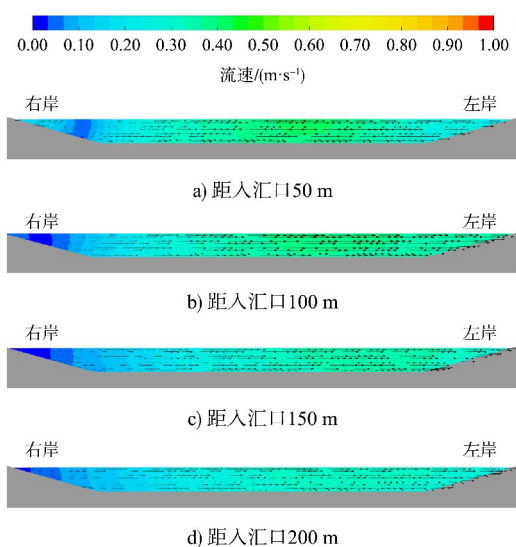 0.00 0.10 0.20 0.30 0.40 0.50 0.60 0.70 0.80 0.90 1.00
流速/(m·s⁻¹)
右岸 左岸
a) 距入汇口50 m
右岸 左岸
b) 距入汇口100 m
右岸 左岸
c) 距入汇口150 m
右岸 左岸
d) 距入汇口200 m